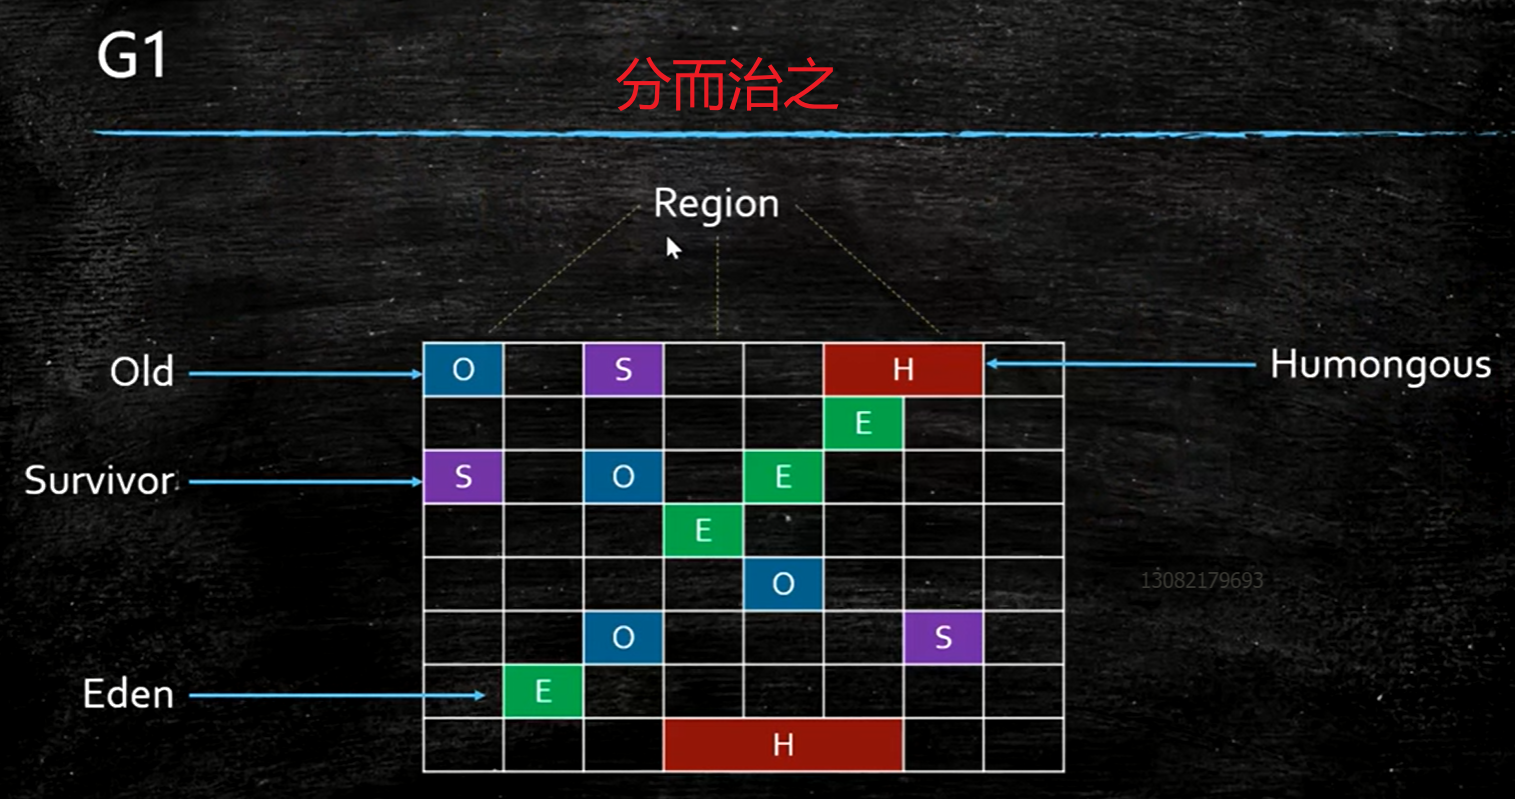 G1
分而治之
Region
Old
O
S
H
Humongous
E
Survivor
S
O
E
E
O
13082179693
O
S
Eden
E
H